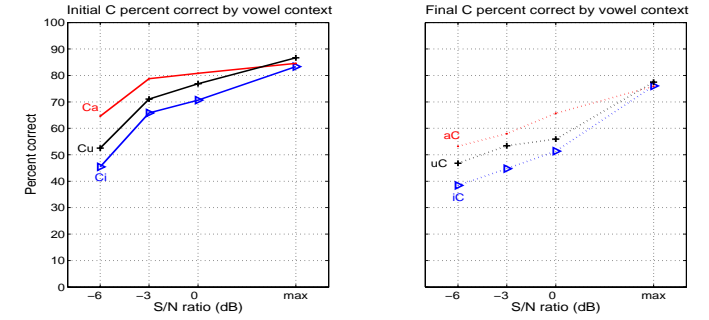 Initial C percent correct by vowel context
100
90
80
70
60
50
40
30
20
10
0
Percent correct
Ca
Cu
Ci
−6
−3
0
max
S/N ratio (dB)
Final C percent correct by vowel context
aC
uC
iC
−6
−3
0
max
S/N ratio (dB)